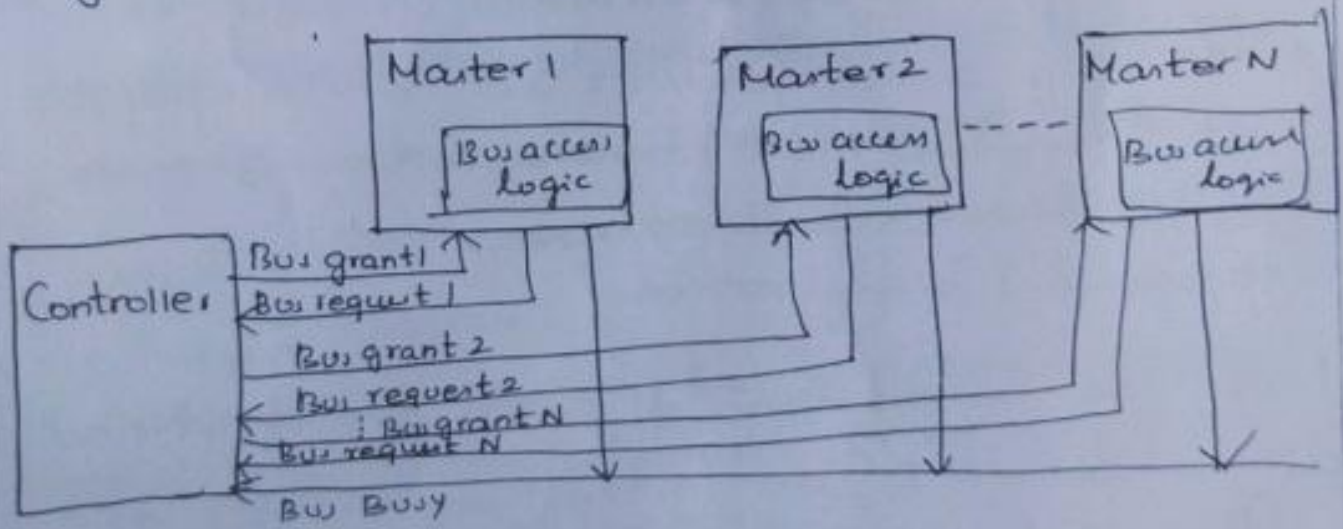 Master 1
Bus access
logic
Master 2
Bus access
logic
Master N
Bus access
logic
Controller
Bus grant 1
Bus request 1
Bus grant 2
Bus request 2
Bus grant N
Bus request N
Bus Busy